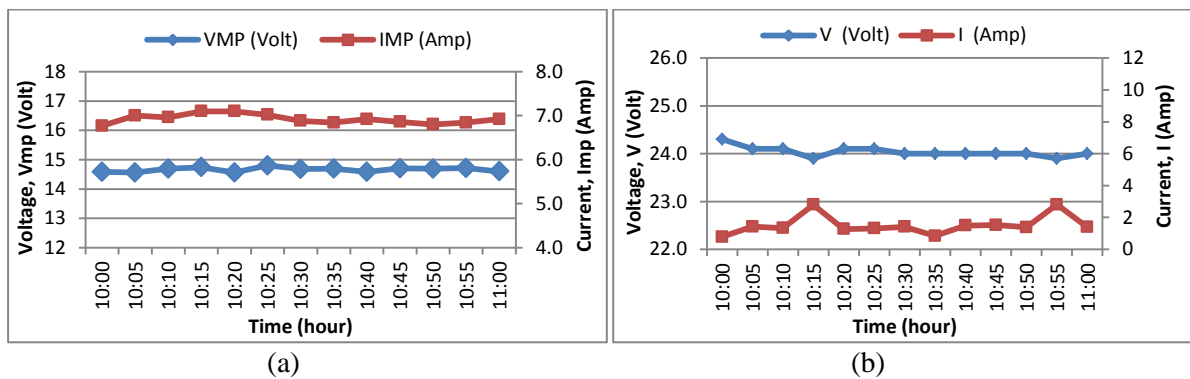 VMP (Volt) IMP (Amp)
Voltage, Vmp (Volt)
18
17
16
15
14
13
12
8.0
7.0
6.0
5.0
4.0
Current, Imp (Amp)
10:00 10:05 10:10 10:15 10:20 10:25 10:30 10:35 10:40 10:45 10:50 10:55 11:00
Time (hour)
(a)
V (Volt) I (Amp)
Voltage, V (Volt)
26.0
25.0
24.0
23.0
22.0
12
10
8
6
4
2
0
Current, I (Amp)
10:00 10:05 10:10 10:15 10:20 10:25 10:30 10:35 10:40 10:45 10:50 10:55 11:00
Time (hour)
(b)